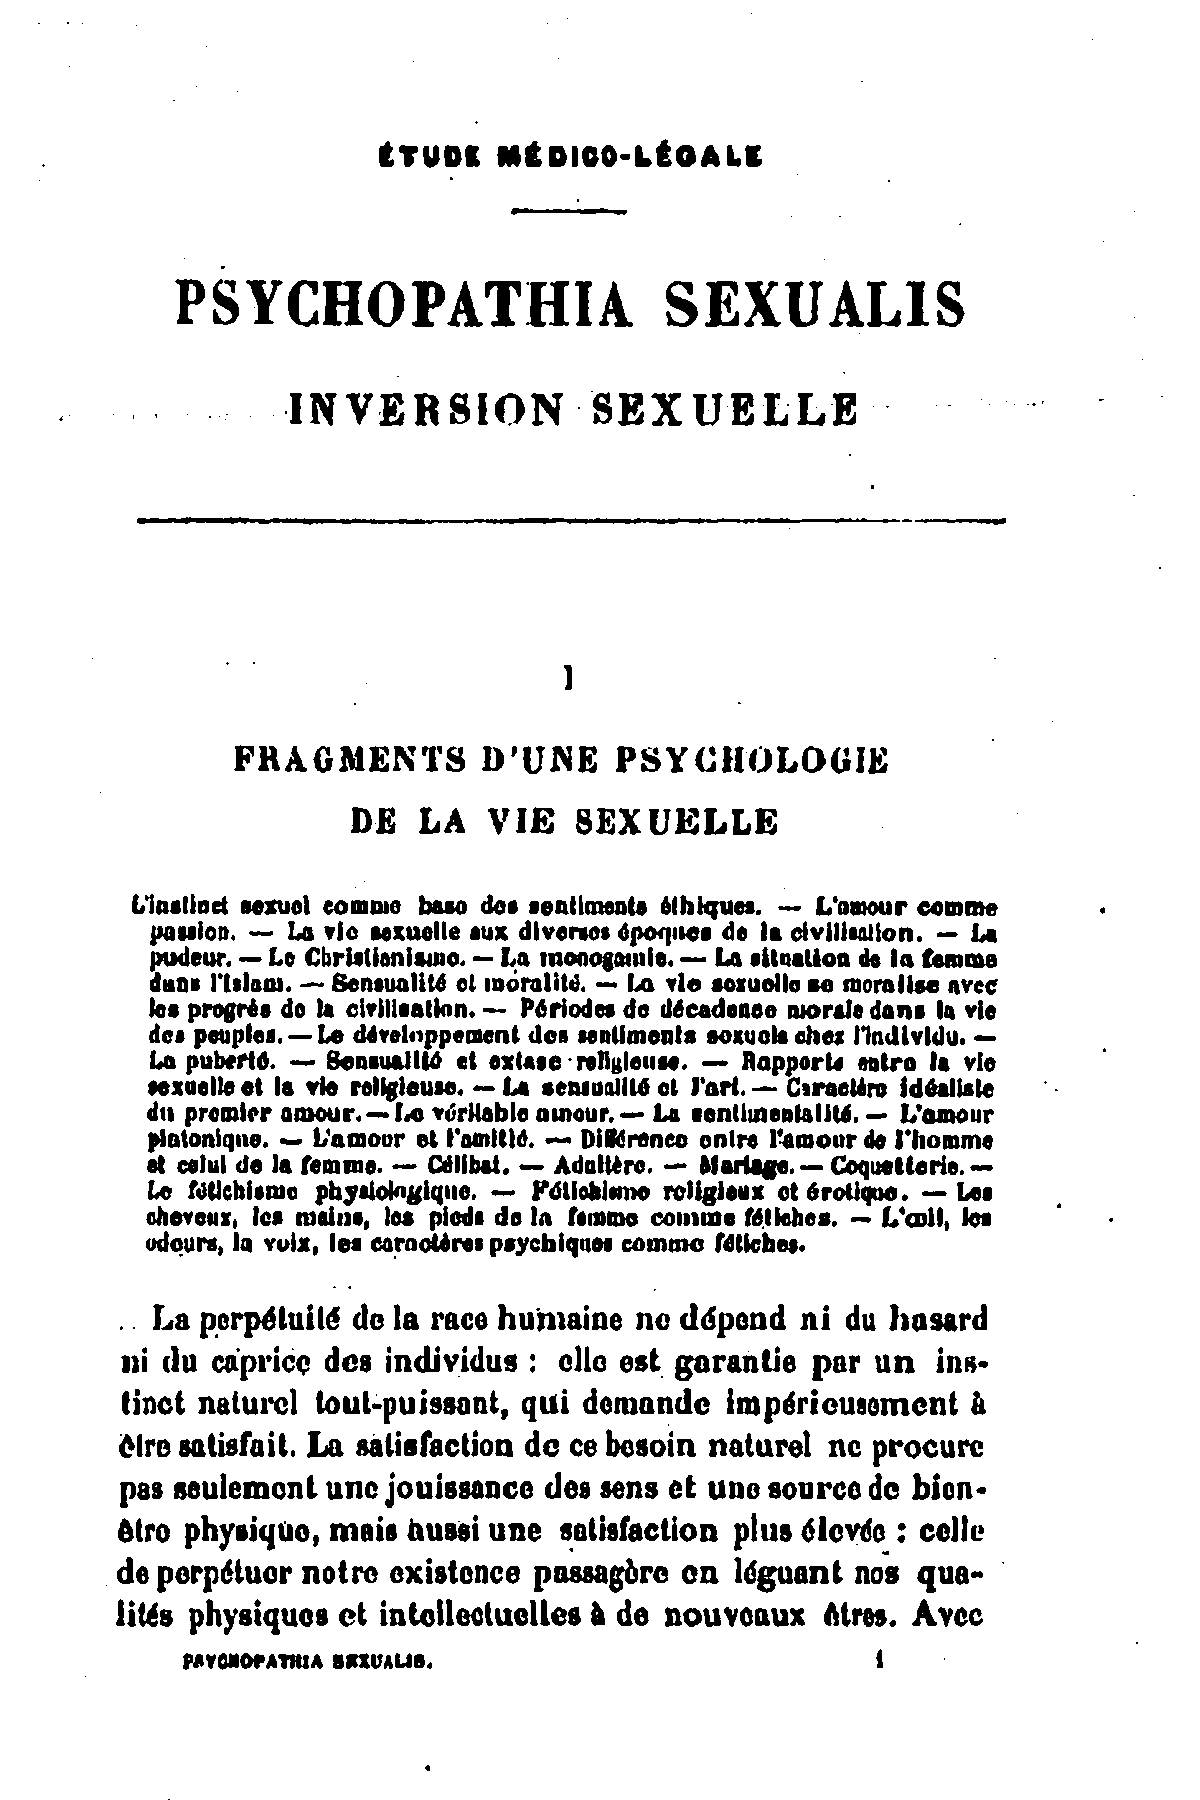 ÉTUDE MÉDICO-LÉGALE
PSYCHOPATHIA SEXUALIS
INVERSION SEXUELLE
I
FRAGMENTS D'UNE PSYCHOLOGIE
DE LA VIE SEXUELLE
L'instinct sexuel comme base des sentiments éthiques. — L'amour comme
passion. — La vie sexuelle aux diverses époques de la civilisation. — La
pudeur. — Le Christianisme. — La monogamie. — La situation de la femme
dans l'Islam. — Sensualité et moralité. — La vie sexuelle se moralise avec
les progrès de la civilisation. — Périodes de décadence morale dans la vie
des peuples. — Le développement des sentiments sexuels chez l'individu. —
La puberté. — Sensualité et extase religieuse. — Rapports entre la vie
sexuelle et la vie religieuse. — La sensualité et l'art. — Caractère idéaliste
du premier amour. — Le véritable amour. — La sentimentalité. — L'amour
platonique. — L'amour et l'amitié. — Différence entre l'amour de l'homme
et celui de la femme. — Célibat. — Adultère. — Mariage. — Coquetterie. —
Le fétichisme physiologique. — Fétichisme religieux et érotique. — Les
cheveux, les mains, les pieds de la femme comme fétiches. — L'œil, les
odeurs, la voix, les caractères psychiques comme fétiches.
La perpétuité de la race humaine ne dépend ni du hasard
ni du caprice des individus : elle est garantie par un ins-
tinct naturel tout-puissant, qui demande impérieusement à
être satisfait. La satisfaction de ce besoin naturel ne procure
pas seulement une jouissance des sens et une source de bien-
être physique, mais aussi une satisfaction plus élevée : celle
de perpétuer notre existence passagère en léguant nos qua-
lités physiques et intellectuelles à de nouveaux êtres. Avec
PSYCHOPATHIA SEXUALIS. 1